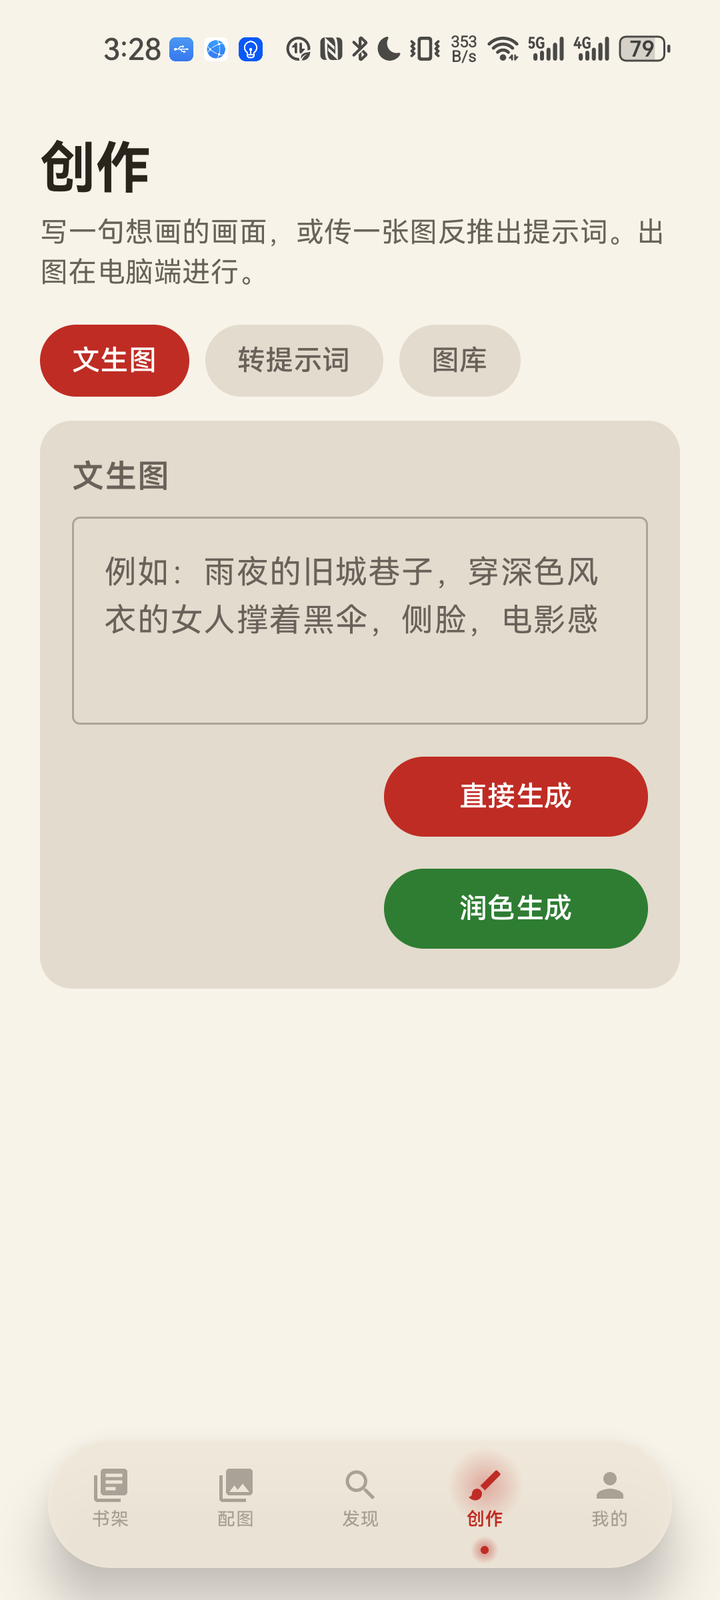 3:28
353
B/s
5G
4G
79
创作
写一句想画的画面，或传一张图反推出提示词。出
图在电脑端进行。
文生图
转提示词
图库
文生图
例如：雨夜的旧城巷子，穿深色风
衣的女人撑着黑伞，侧脸，电影感
直接生成
润色生成
书架
配图
发现
创作
我的